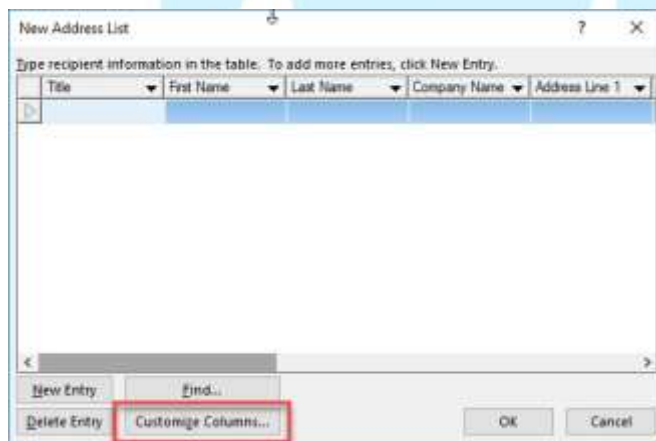 New Address List ? ×
Type recipient information in the table. To add more entries, click New Entry.
Title First Name Last Name Company Name Address Line 1
New Entry Find...
Delete Entry Customize Columns... OK Cancel